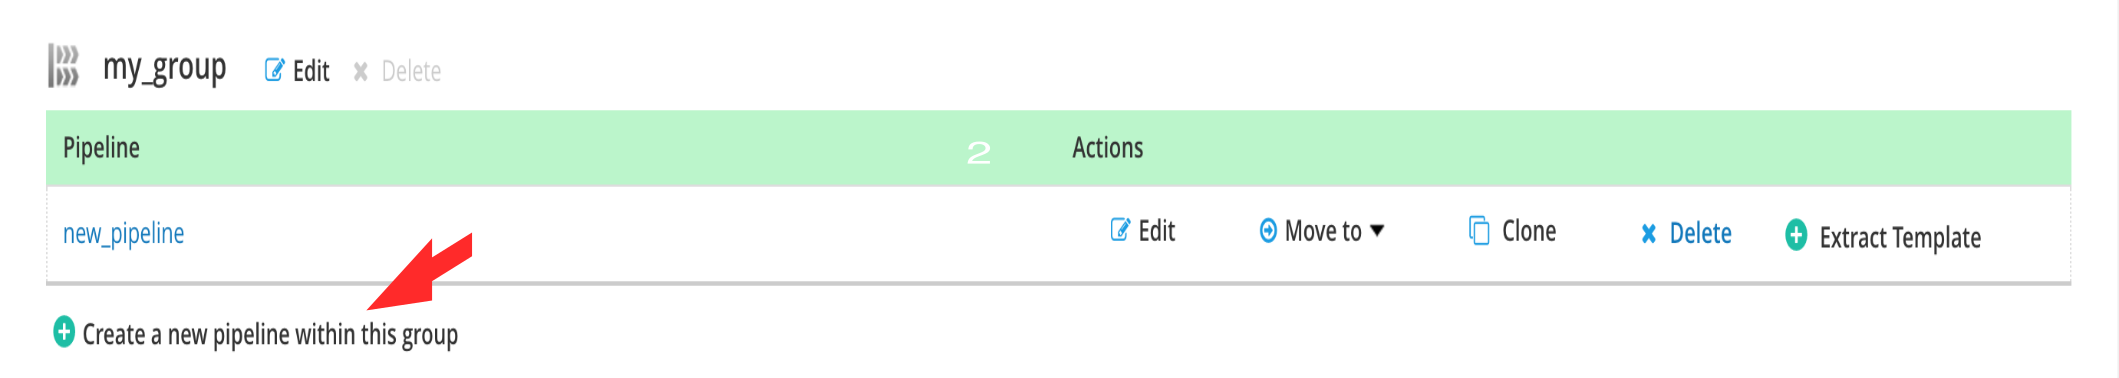 my_group Edit Delete
Pipeline 2 Actions
new_pipeline Edit Move to Clone Delete Extract Template
Create a new pipeline within this group